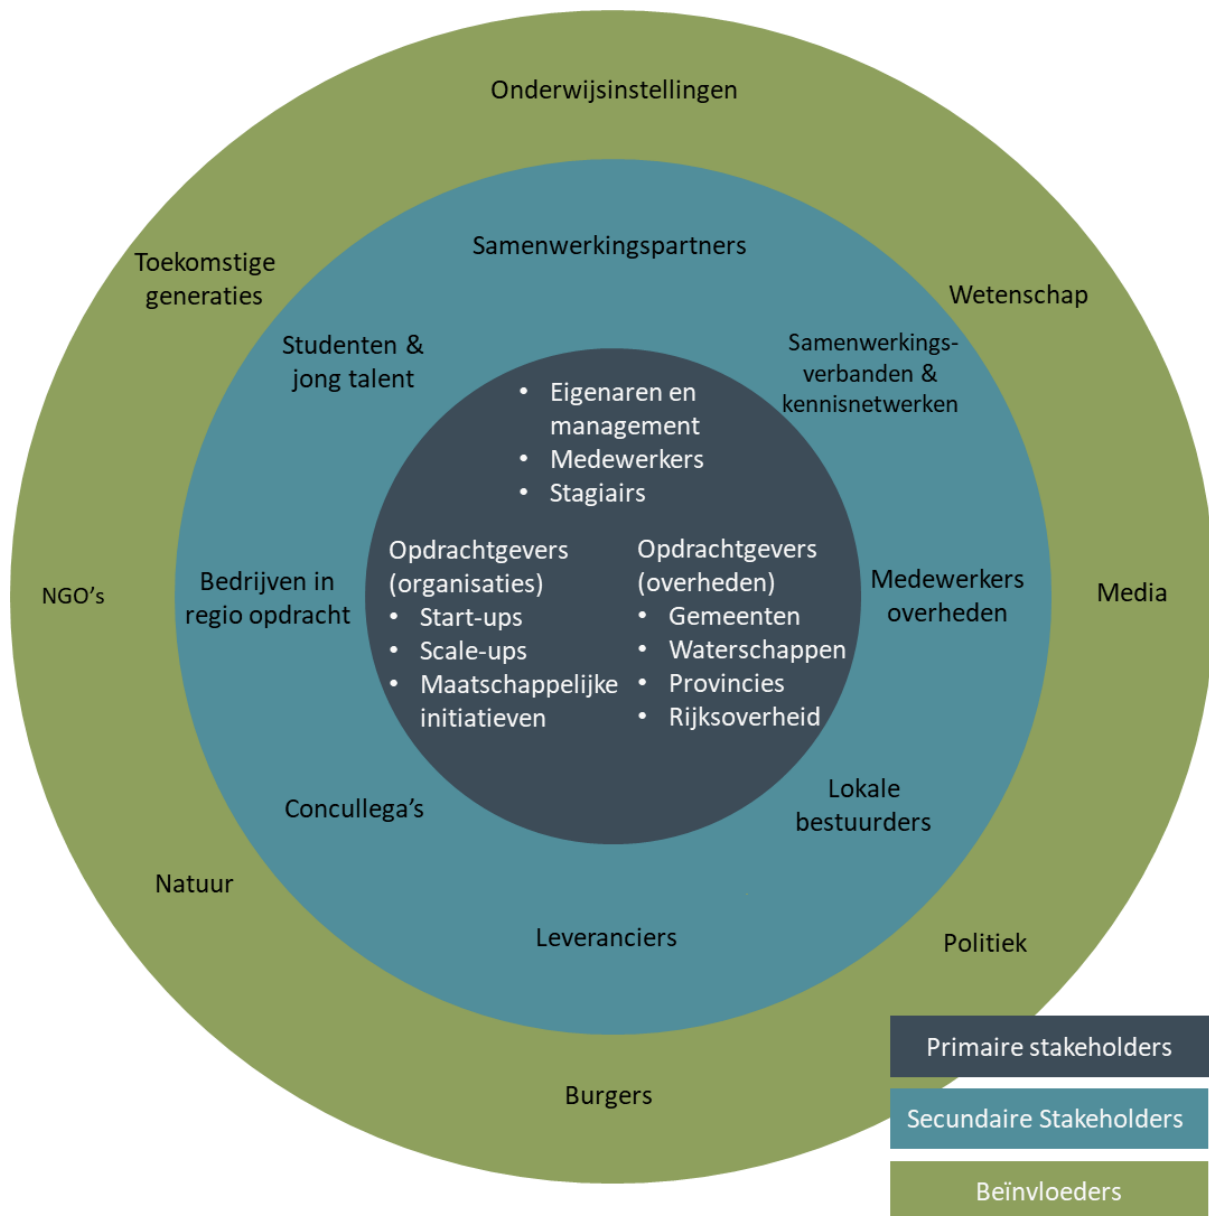 Onderwijsinstellingen
Samenwerkingspartners
Toekomstige
generaties
Wetenschap
Studenten &
jong talent
Samenwerkings-
verbanden &
kennisnetwerken
• Eigenaren en
management
• Medewerkers
• Stagiairs
NGO's
Bedrijven in
regio opdracht
Opdrachtgevers
(organisaties)
• Start-ups
• Scale-ups
• Maatschappelijke
initiatieven
Opdrachtgevers
(overheden)
• Gemeenten
• Waterschappen
• Provincies
• Rijksoverheid
Medewerkers
overheden
Media
Concullega's
Lokale
bestuurders
Natuur
Leveranciers
Politiek
Burgers
Primaire stakeholders
Secundaire Stakeholders
Beïnvloeders